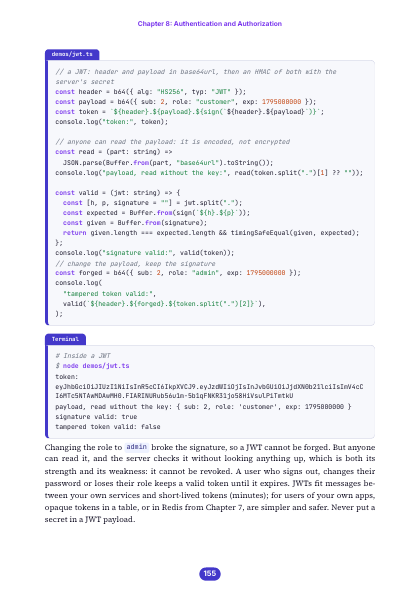 Chapter 8: Authentication and Authorization
demos/jwt.ts
// a JWT: header and payload in base64url, then an HMAC of both with the
server's secret
const header = b64({ alg: "HS256", typ: "JWT" });
const payload = b64({ sub: 2, role: "customer", exp: 1795000000 });
const token = `${header}.${payload}.${sign(`${header}.${payload}`)}`;
console.log("token:", token);
// anyone can read the payload: it is encoded, not encrypted
const read = (part: string) =>
JSON.parse(Buffer.from(part, "base64url").toString());
console.log("payload, read without the key:", read(token.split(".")[1] ?? ""));
const valid = (jwt: string) => {
const [h, p, signature = ""] = jwt.split(".");
const expected = Buffer.from(sign(`${h}.${p}`));
const given = Buffer.from(signature);
return given.length === expected.length && timingSafeEqual(given, expected);
};
console.log("signature valid:", valid(token));
// change the payload, keep the signature
const forged = b64({ sub: 2, role: "admin", exp: 1795000000 });
console.log(
"tampered token valid:",
valid(`${header}.${forged}.${token.split(".")[2]}`),
);
Terminal
# Inside a JWT
$ node demos/jwt.ts
token:
payload, read without the key: { sub: 2, role: 'customer', exp: 1795000000 }
signature valid: true
tampered token valid: false
Changing the role to admin broke the signature, so a JWT cannot be forged. But anyone
can read it, and the server checks it without looking anything up, which is both its
strength and its weakness: it cannot be revoked. A user who signs out, changes their
password or loses their role keeps a valid token until it expires. JWTs fit messages be-
tween your own services and short-lived tokens (minutes); for users of your own apps,
opaque tokens in a table, or in Redis from Chapter 7, are simpler and safer. Never put a
secret in a JWT payload.
155